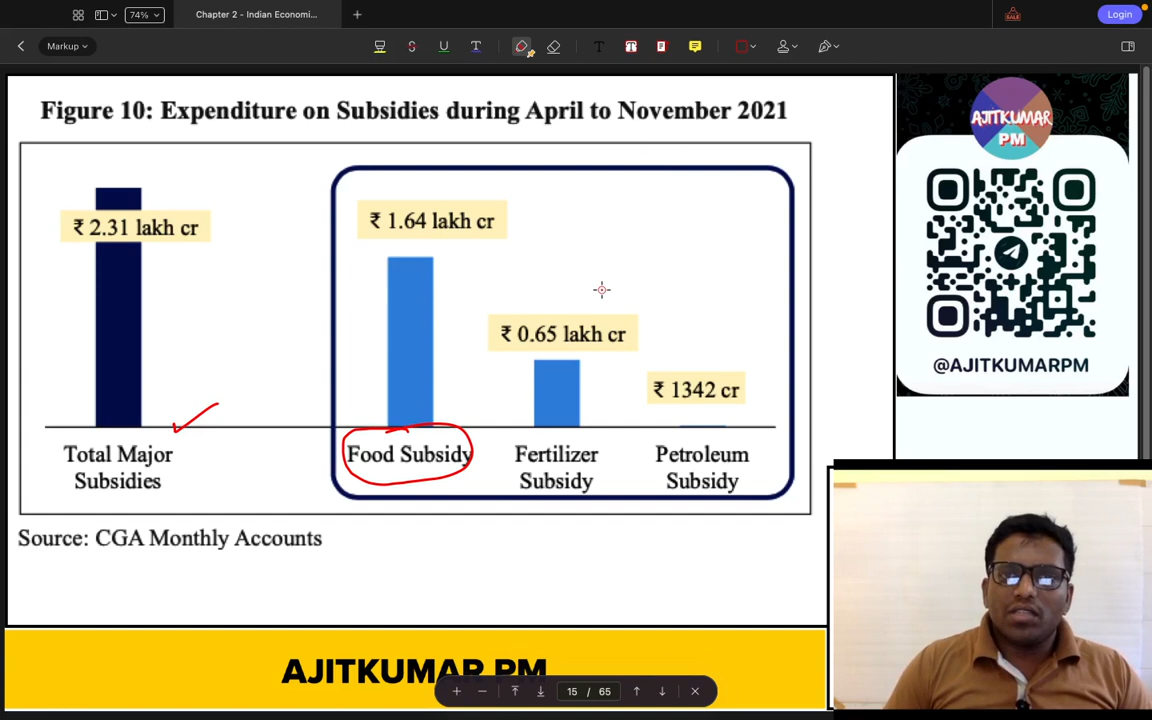 74%
Chapter 2 - Indian Economi...
SALE
Login
Markup
Figure 10: Expenditure on Subsidies during April to November 2021
₹ 2.31 lakh cr
₹ 1.64 lakh cr
₹ 0.65 lakh cr
₹ 1342 cr
Total Major
Subsidies
Food Subsidy
Fertilizer
Subsidy
Petroleum
Subsidy
Source: CGA Monthly Accounts
AJITKUMAR
PM
@AJITKUMARPM
AJITKUMAR PM
15 / 65